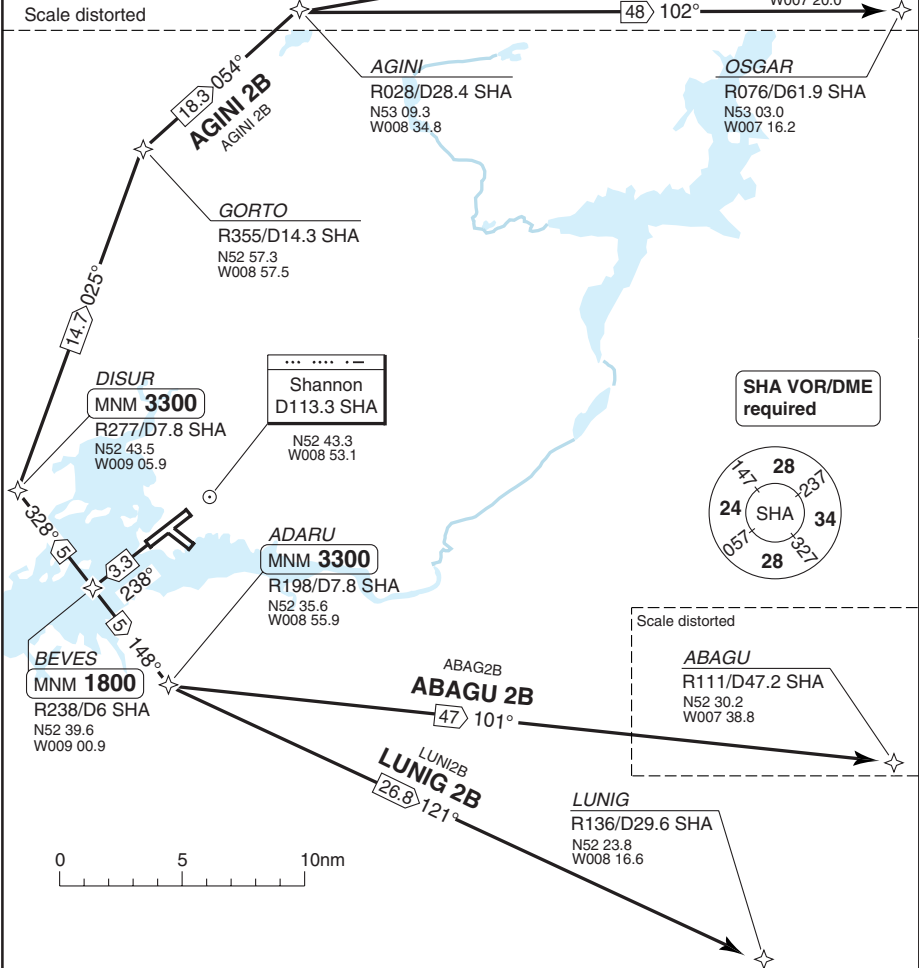 Scale distorted
48 102°
W007 20.0
AGINI
R028/D28.4 SHA
N53 09.3
W008 34.8
OSGAR
R076/D61.9 SHA
N53 03.0
W007 16.2
18.3 054°
AGINI 2B
AGINI 2B
GORTO
R355/D14.3 SHA
N52 57.3
W008 57.5
14.7 025°
DISUR
MNM 3300
R277/D7.8 SHA
N52 43.5
W009 05.9
Shannon
D113.3 SHA
N52 43.3
W008 53.1
SHA VOR/DME
required
147
28
237
24
SHA
34
057
28
327
328° 5
3.3
238°
5
148°
ADARU
MNM 3300
R198/D7.8 SHA
N52 35.6
W008 55.9
BEVES
MNM 1800
R238/D6 SHA
N52 39.6
W009 00.9
Scale distorted
ABAGU
R111/D47.2 SHA
N52 30.2
W007 38.8
ABAG2B
ABAGU 2B
47 101°
LUNI2B
LUNIG 2B
26.8 121°
LUNIG
R136/D29.6 SHA
N52 23.8
W008 16.6
0 5 10nm